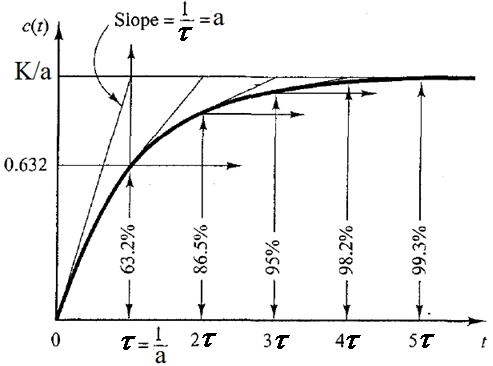 c(t)
Slope = 1/τ = a
K/a
0.632
63.2%
86.5%
95%
98.2%
99.3%
0
τ = 1/a
2τ
3τ
4τ
5τ
t